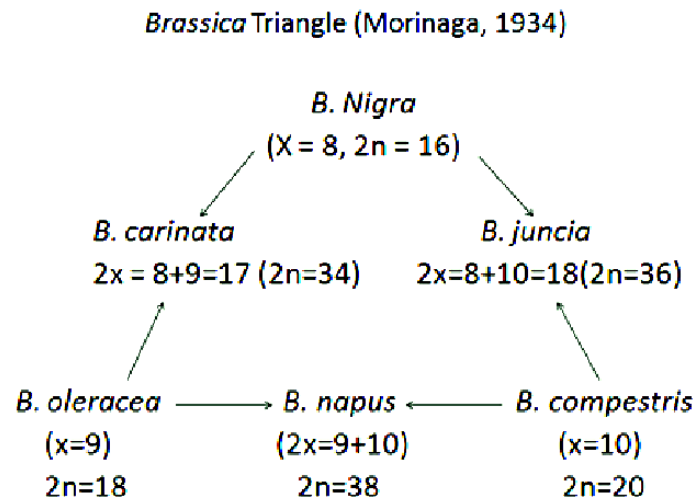 Brassica Triangle (Morinaga, 1934)
B. Nigra
(X = 8, 2n = 16)
B. carinata
2x = 8+9=17 (2n=34)
B. juncia
2x=8+10=18(2n=36)
B. oleracea
(x=9)
2n=18
B. napus
(2x=9+10)
2n=38
B. compestris
(x=10)
2n=20